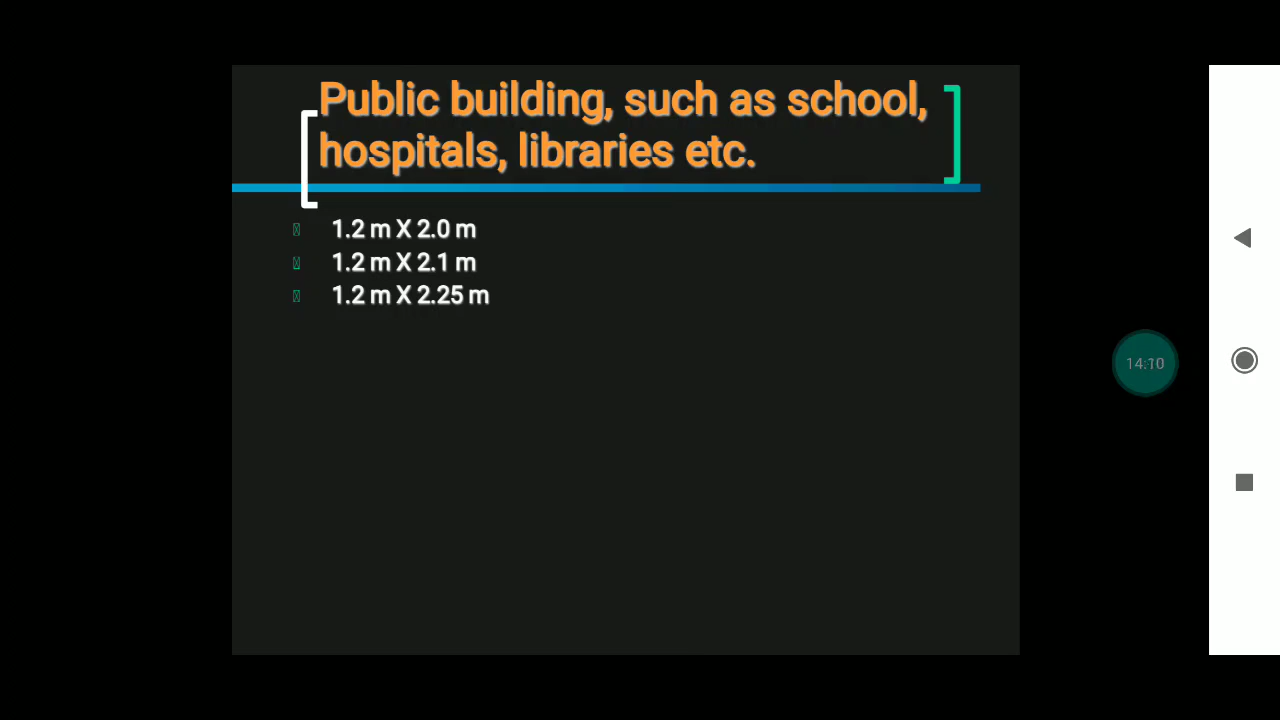 Public building, such as school,
hospitals, libraries etc.
1.2 m X 2.0 m
1.2 m X 2.1 m
1.2 m X 2.25 m
14:10